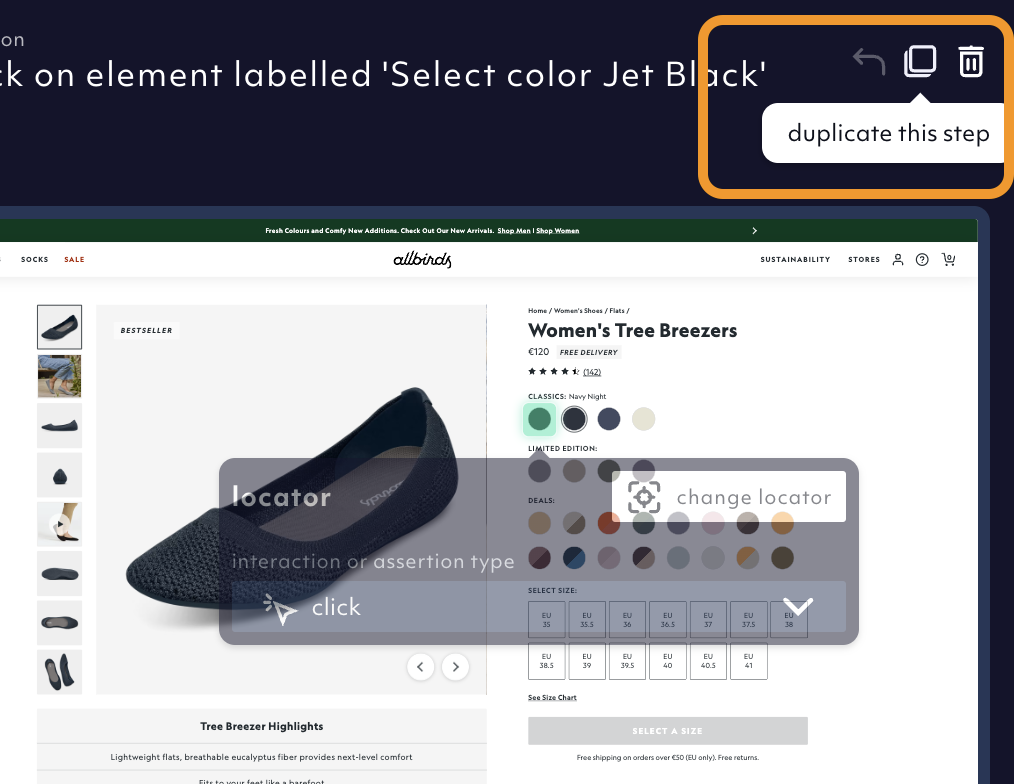 on
ck on element labelled 'Select color Jet Black'
duplicate this step
Fresh Colours and Comfy New Additions. Check Out Our New Arrivals. Shop Men | Shop Women
SOCKS SALE
allbirds
SUSTAINABILITY STORES
0
BESTSELLER
Home / Women's Shoes / Flats /
Women's Tree Breezers
€120 FREE DELIVERY
(142)
CLASSICS: Navy Night
LIMITED EDITION:
locator
change locator
DEALS:
interaction or assertion type
click
SELECT SIZE:
EU 35 EU 35.5 EU 36 EU 36.5 EU 37 EU 37.5 EU 38
EU 38.5 EU 39 EU 39.5 EU 40 EU 40.5 EU 41
See Size Chart
SELECT A SIZE
Free shipping on orders over €50 (EU only). Free returns.
Tree Breezer Highlights
Lightweight flats, breathable eucalyptus fiber provides next-level comfort
Fits to your feet like a barefoot